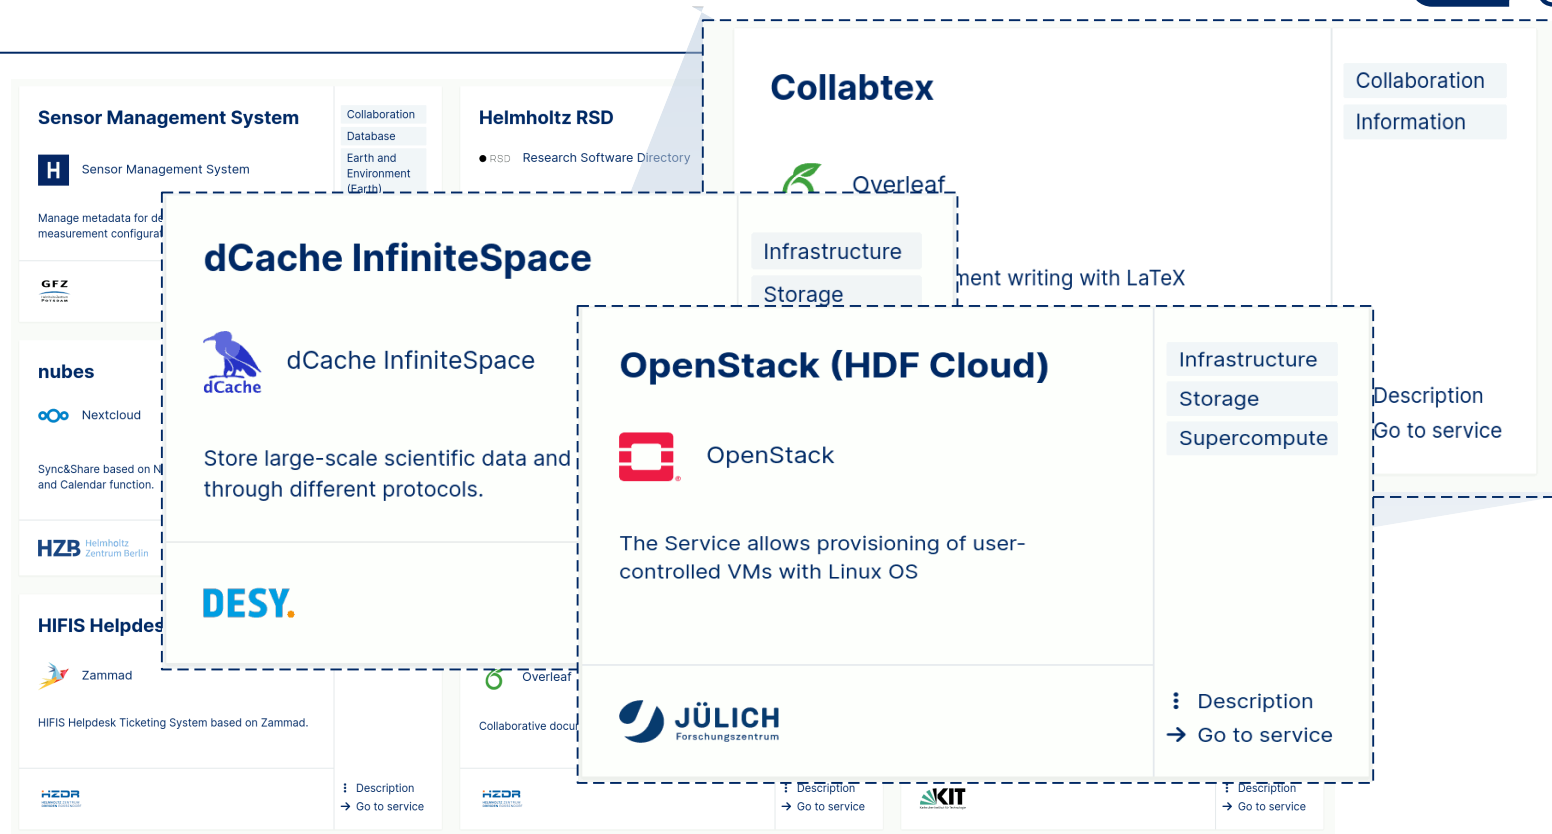 Sensor Management System
Sensor Management System
Collaboration
Database
Earth and
Environment
(Earth)
Manage metadata for de
measurement configurat
GFZ
POTSDAM
Helmholtz RSD
RSD
Research Software Directory
Collabtex
Overleaf
ment writing with LaTeX
Collaboration
Information
Description
Go to service
dCache InfiniteSpace
dCache
dCache InfiniteSpace
Store large-scale scientific data and
through different protocols.
DESY.
Infrastructure
Storage
OpenStack (HDF Cloud)
OpenStack
The Service allows provisioning of user-
controlled VMs with Linux OS
JÜLICH
Forschungszentrum
Infrastructure
Storage
Supercompute
Description
Go to service
nubes
Nextcloud
Sync&Share based on N
and Calendar function.
HZB Helmholtz
Zentrum Berlin
HIFIS Helpdes
Zammad
HIFIS Helpdesk Ticketing System based on Zammad.
HZDR
Description
Go to service
Overleaf
Collaborative docu
HZDR
Description
Go to service
KIT
Description
Go to service